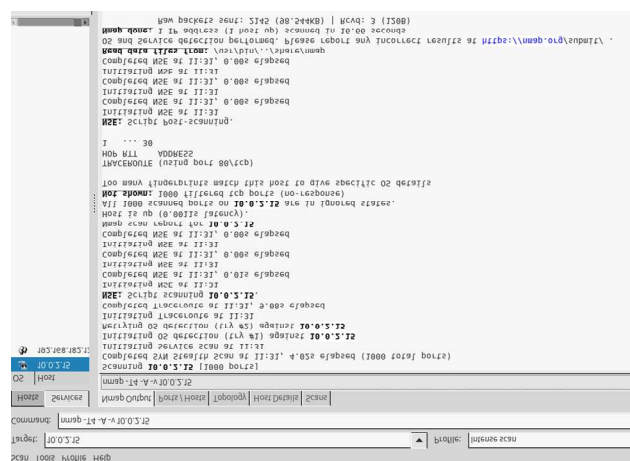 Scan Tools Profile Help
Target: 10.0.2.15 Profile: Intense scan
Command: nmap -T4 -A -v 10.0.2.15
Hosts Services Nmap Output Ports / Hosts Topology Host Details Scans
nmap -T4 -A -v 10.0.2.15
OS Host
10.0.2.15
192.168.182.12
Scanning 10.0.2.15 [1000 ports]
Completed SYN Stealth Scan at 11:31, 4.02s elapsed (1000 total ports)
Initiating Service scan at 11:31
Initiating OS detection (try #1) against 10.0.2.15
Retrying OS detection (try #2) against 10.0.2.15
Initiating Traceroute at 11:31
Completed Traceroute at 11:31, 9.08s elapsed
NSE: Script scanning 10.0.2.15.
Initiating NSE at 11:31
Completed NSE at 11:31, 0.01s elapsed
Initiating NSE at 11:31
Completed NSE at 11:31, 0.00s elapsed
Initiating NSE at 11:31
Completed NSE at 11:31, 0.00s elapsed
Nmap scan report for 10.0.2.15
Host is up (0.0011s latency).
All 1000 scanned ports on 10.0.2.15 are in ignored states.
Not shown: 1000 filtered tcp ports (no-response)
Too many fingerprints match this host to give specific OS details
TRACEROUTE (using port 80/tcp)
HOP RTT ADDRESS
1 ... 30
NSE: Script Post-scanning.
Initiating NSE at 11:31
Completed NSE at 11:31, 0.00s elapsed
Initiating NSE at 11:31
Completed NSE at 11:31, 0.00s elapsed
Initiating NSE at 11:31
Completed NSE at 11:31, 0.00s elapsed
Read data files from: /usr/bin/../share/nmap
OS and Service detection performed. Please report any incorrect results at https://nmap.org/submit/ .
Nmap done: 1 IP address (1 host up) scanned in 16.66 seconds
Raw packets sent: 2145 (98.544KB) | Rcvd: 3 (120B)